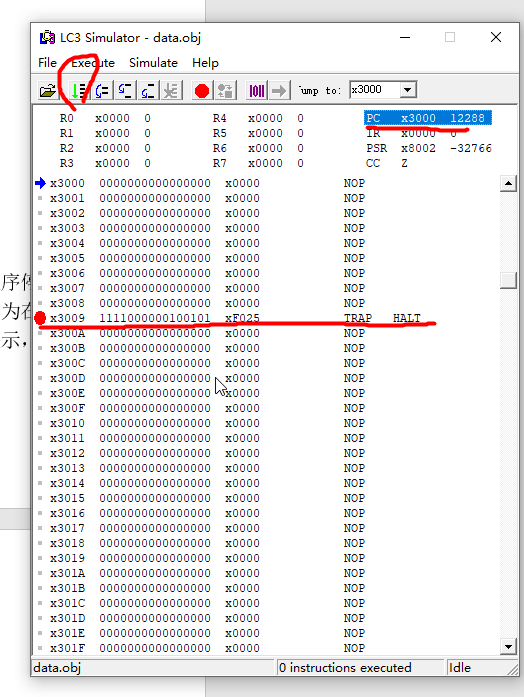 LC3 Simulator - data.obj
File Execute Simulate Help
Jump to: x3000
R0 x0000 0 R4 x0000 0 PC x3000 12288
R1 x0000 0 R5 x0000 0 IR x0000 0
R2 x0000 0 R6 x0000 0 PSR x8002 -32766
R3 x0000 0 R7 x0000 0 CC Z
x3000 0000000000000000 x0000 NOP
x3001 0000000000000000 x0000 NOP
x3002 0000000000000000 x0000 NOP
x3003 0000000000000000 x0000 NOP
x3004 0000000000000000 x0000 NOP
x3005 0000000000000000 x0000 NOP
x3006 0000000000000000 x0000 NOP
x3007 0000000000000000 x0000 NOP
序停
x3008 0000000000000000 x0000 NOP
为在
x3009 1111000000100101 xF025 TRAP HALT
示，
x300A 0000000000000000 x0000 NOP
x300B 0000000000000000 x0000 NOP
x300C 0000000000000000 x0000 NOP
x300D 0000000000000000 x0000 NOP
x300E 0000000000000000 x0000 NOP
x300F 0000000000000000 x0000 NOP
x3010 0000000000000000 x0000 NOP
x3011 0000000000000000 x0000 NOP
x3012 0000000000000000 x0000 NOP
x3013 0000000000000000 x0000 NOP
x3014 0000000000000000 x0000 NOP
x3015 0000000000000000 x0000 NOP
x3016 0000000000000000 x0000 NOP
x3017 0000000000000000 x0000 NOP
x3018 0000000000000000 x0000 NOP
x3019 0000000000000000 x0000 NOP
x301A 0000000000000000 x0000 NOP
x301B 0000000000000000 x0000 NOP
x301C 0000000000000000 x0000 NOP
x301D 0000000000000000 x0000 NOP
x301E 0000000000000000 x0000 NOP
x301F 0000000000000000 x0000 NOP
data.obj 0 instructions executed Idle